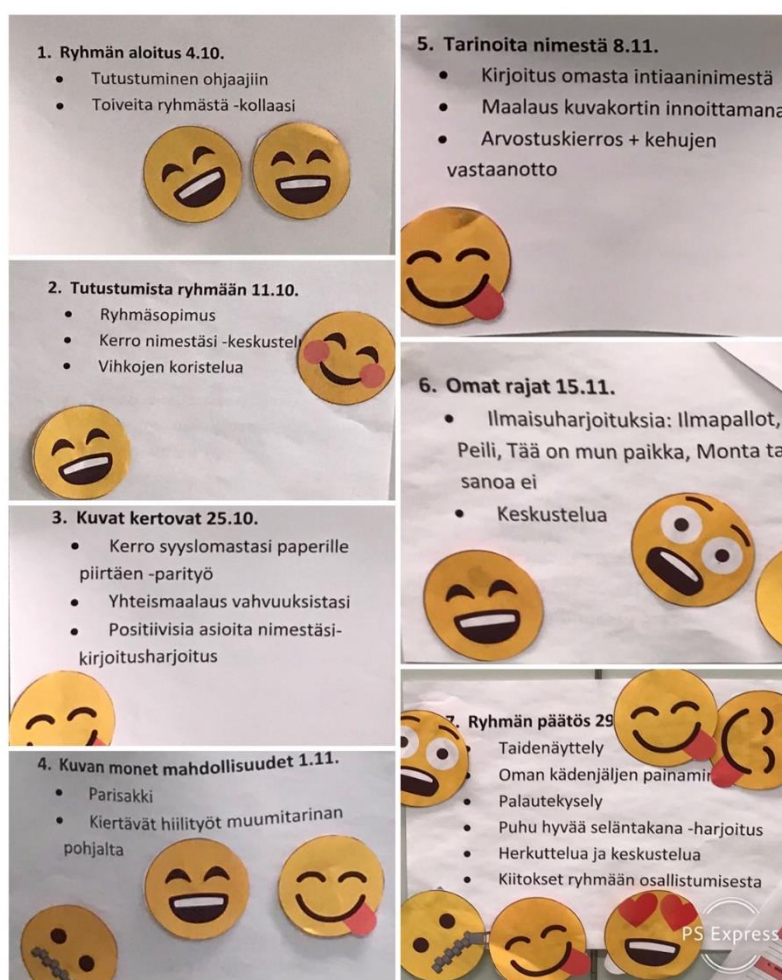 1. Ryhmän aloitus 4.10.
• Tutustuminen ohjaajiin
• Toiveita ryhmästä -kollaasi
2. Tutustumista ryhmään 11.10.
• Ryhmäsopimus
• Kerro nimestäsi -keskustel
• Vihkojen koristelua
3. Kuvat kertovat 25.10.
• Kerro syyslomastasi paperille
piirtäen -parityö
• Yhteismaalaus vahvuuksistasi
• Positiivisia asioita nimestäsi-
kirjoitusharjoitus
4. Kuvan monet mahdollisuudet 1.11.
• Parisakki
• Kiertävät hiilityöt muumitarinan
pohjalta
5. Tarinoita nimestä 8.11.
• Kirjoitus omasta intiaaninimestä
• Maalaus kuvakortin innoittamana
• Arvostuskierros + kehujen
vastaanotto
6. Omat rajat 15.11.
• Ilmaisuharjoituksia: Ilmapallot,
Peili, Tää on mun paikka, Monta ta
sanoa ei
• Keskustelua
7. Ryhmän päätös 29
Taidenäyttely
Oman kädenjäljen painamin
• Palautekysely
• Puhu hyvää seläntakana -harjoitus
• Herkuttelua ja keskustelua
• Kiitokset ryhmään osallistumisesta
PS Express